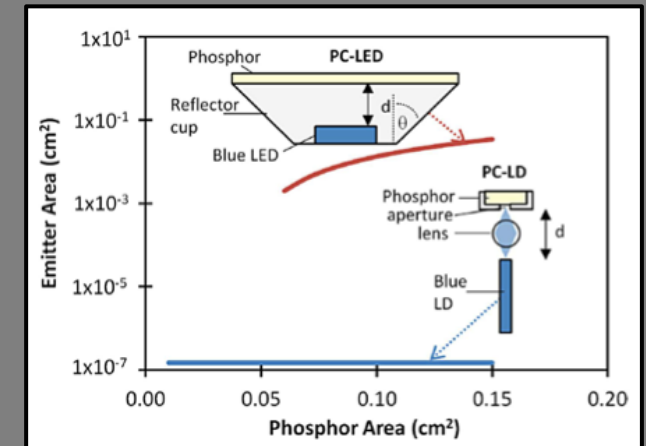 1x10¹
Phosphor
PC-LED
Reflector
cup
d
θ
1x10⁻¹
Blue LED
PC-LD
Phosphor
aperture
lens
d
1x10⁻³
Blue
LD
1x10⁻⁵
1x10⁻⁷
Emitter Area (cm²)
0.00
0.05
0.10
0.15
0.20
Phosphor Area (cm²)